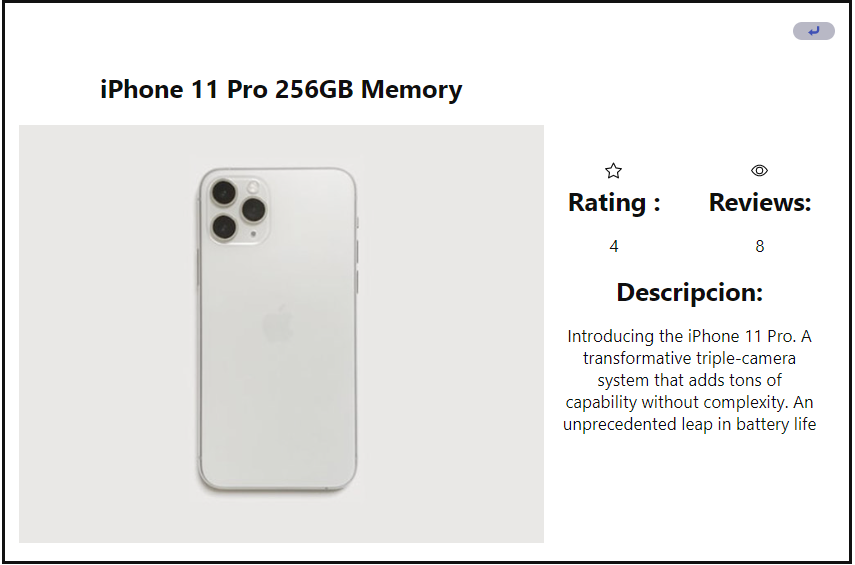 iPhone 11 Pro 256GB Memory
Rating :
Reviews:
4
8
Descripcion:
Introducing the iPhone 11 Pro. A
transformative triple-camera
system that adds tons of
capability without complexity. An
unprecedented leap in battery life